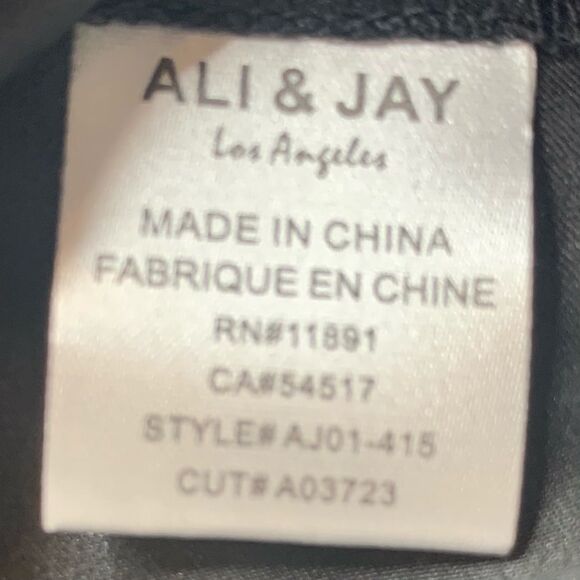 ALI & JAY
Los Angeles
MADE IN CHINA
FABRIQUE EN CHINE
RN#11891
CA#54517
STYLE# AJ01-415
CUT# A03723